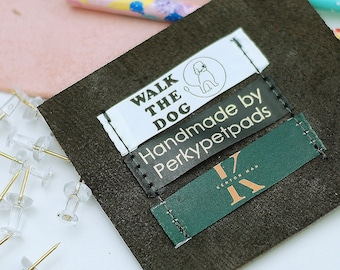 WALK
THE
DOG
Handmade by
Perkypetpads
K